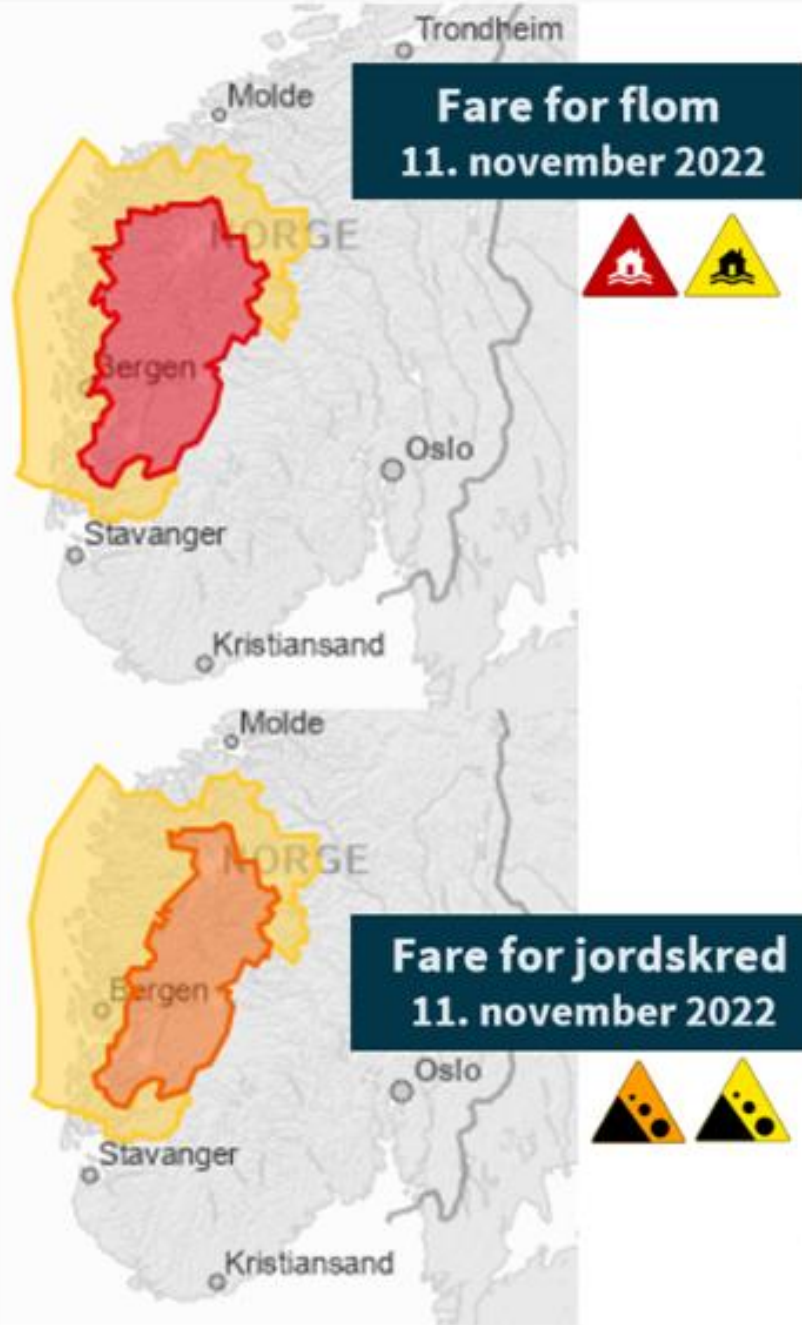 Trondheim
Molde
Fare for flom
11. november 2022
NORGE
Bergen
Oslo
Stavanger
Kristiansand
Molde
NORGE
Fare for jordskred
11. november 2022
Bergen
Oslo
Stavanger
Kristiansand